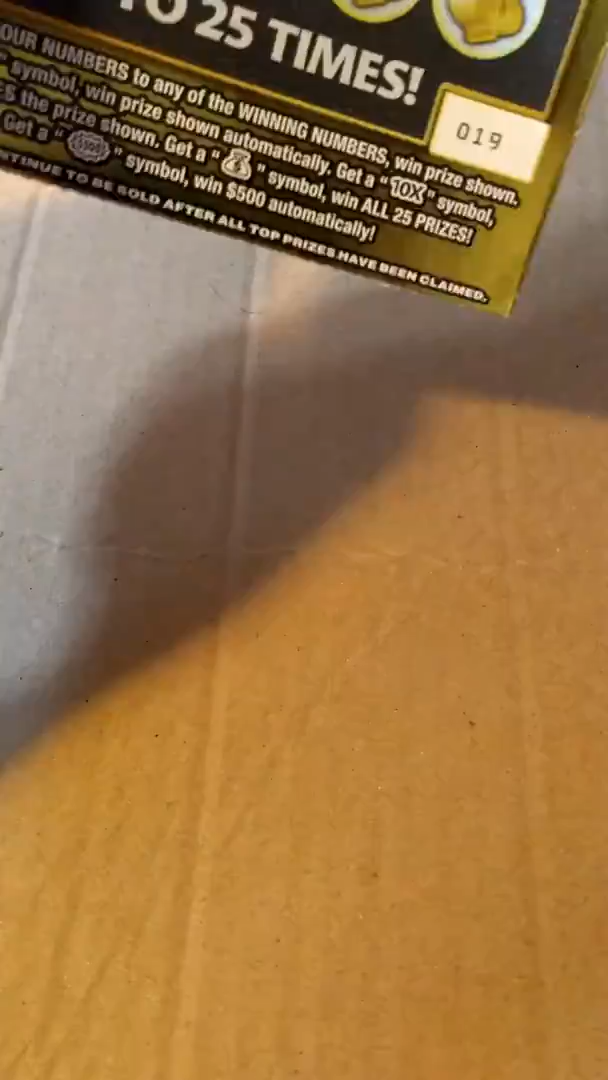 TO 25 TIMES!
019
OUR NUMBERS to any of the WINNING NUMBERS, win prize shown.
" symbol, win prize shown automatically. Get a "10X" symbol,
ES the prize shown. Get a " " symbol, win ALL 25 PRIZES!
Get a "$500" symbol, win $500 automatically!
NTINUE TO BE SOLD AFTER ALL TOP PRIZES HAVE BEEN CLAIMED.